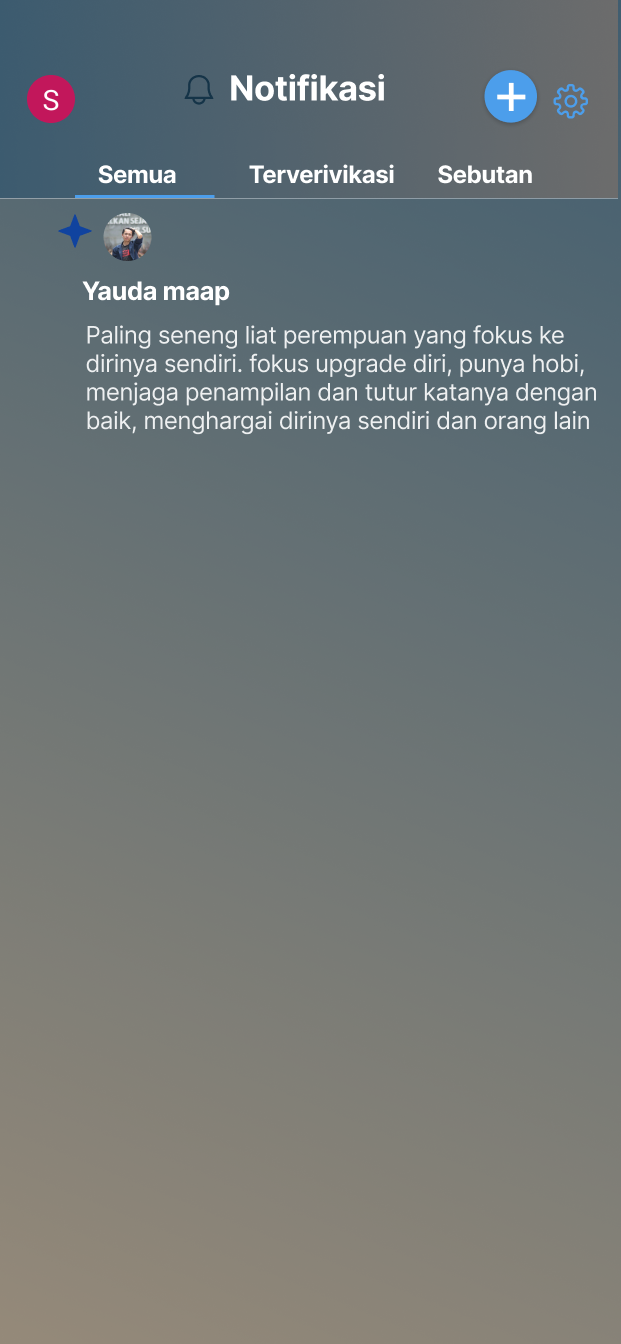 S
Notifikasi
Semua
Terverivikasi
Sebutan
Yauda maap
Paling seneng liat perempuan yang fokus ke
dirinya sendiri. fokus upgrade diri, punya hobi,
menjaga penampilan dan tutur katanya dengan
baik, menghargai dirinya sendiri dan orang lain